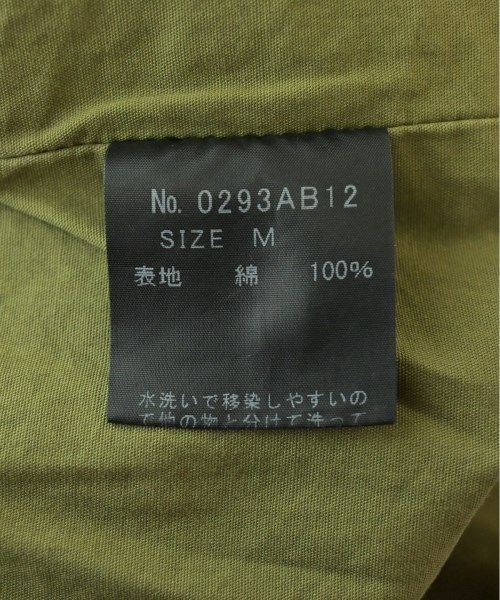 No. 0293AB12
SIZE M
表地 綿 100%
水洗いで移染しやすいの
で他の物と分けて洗って